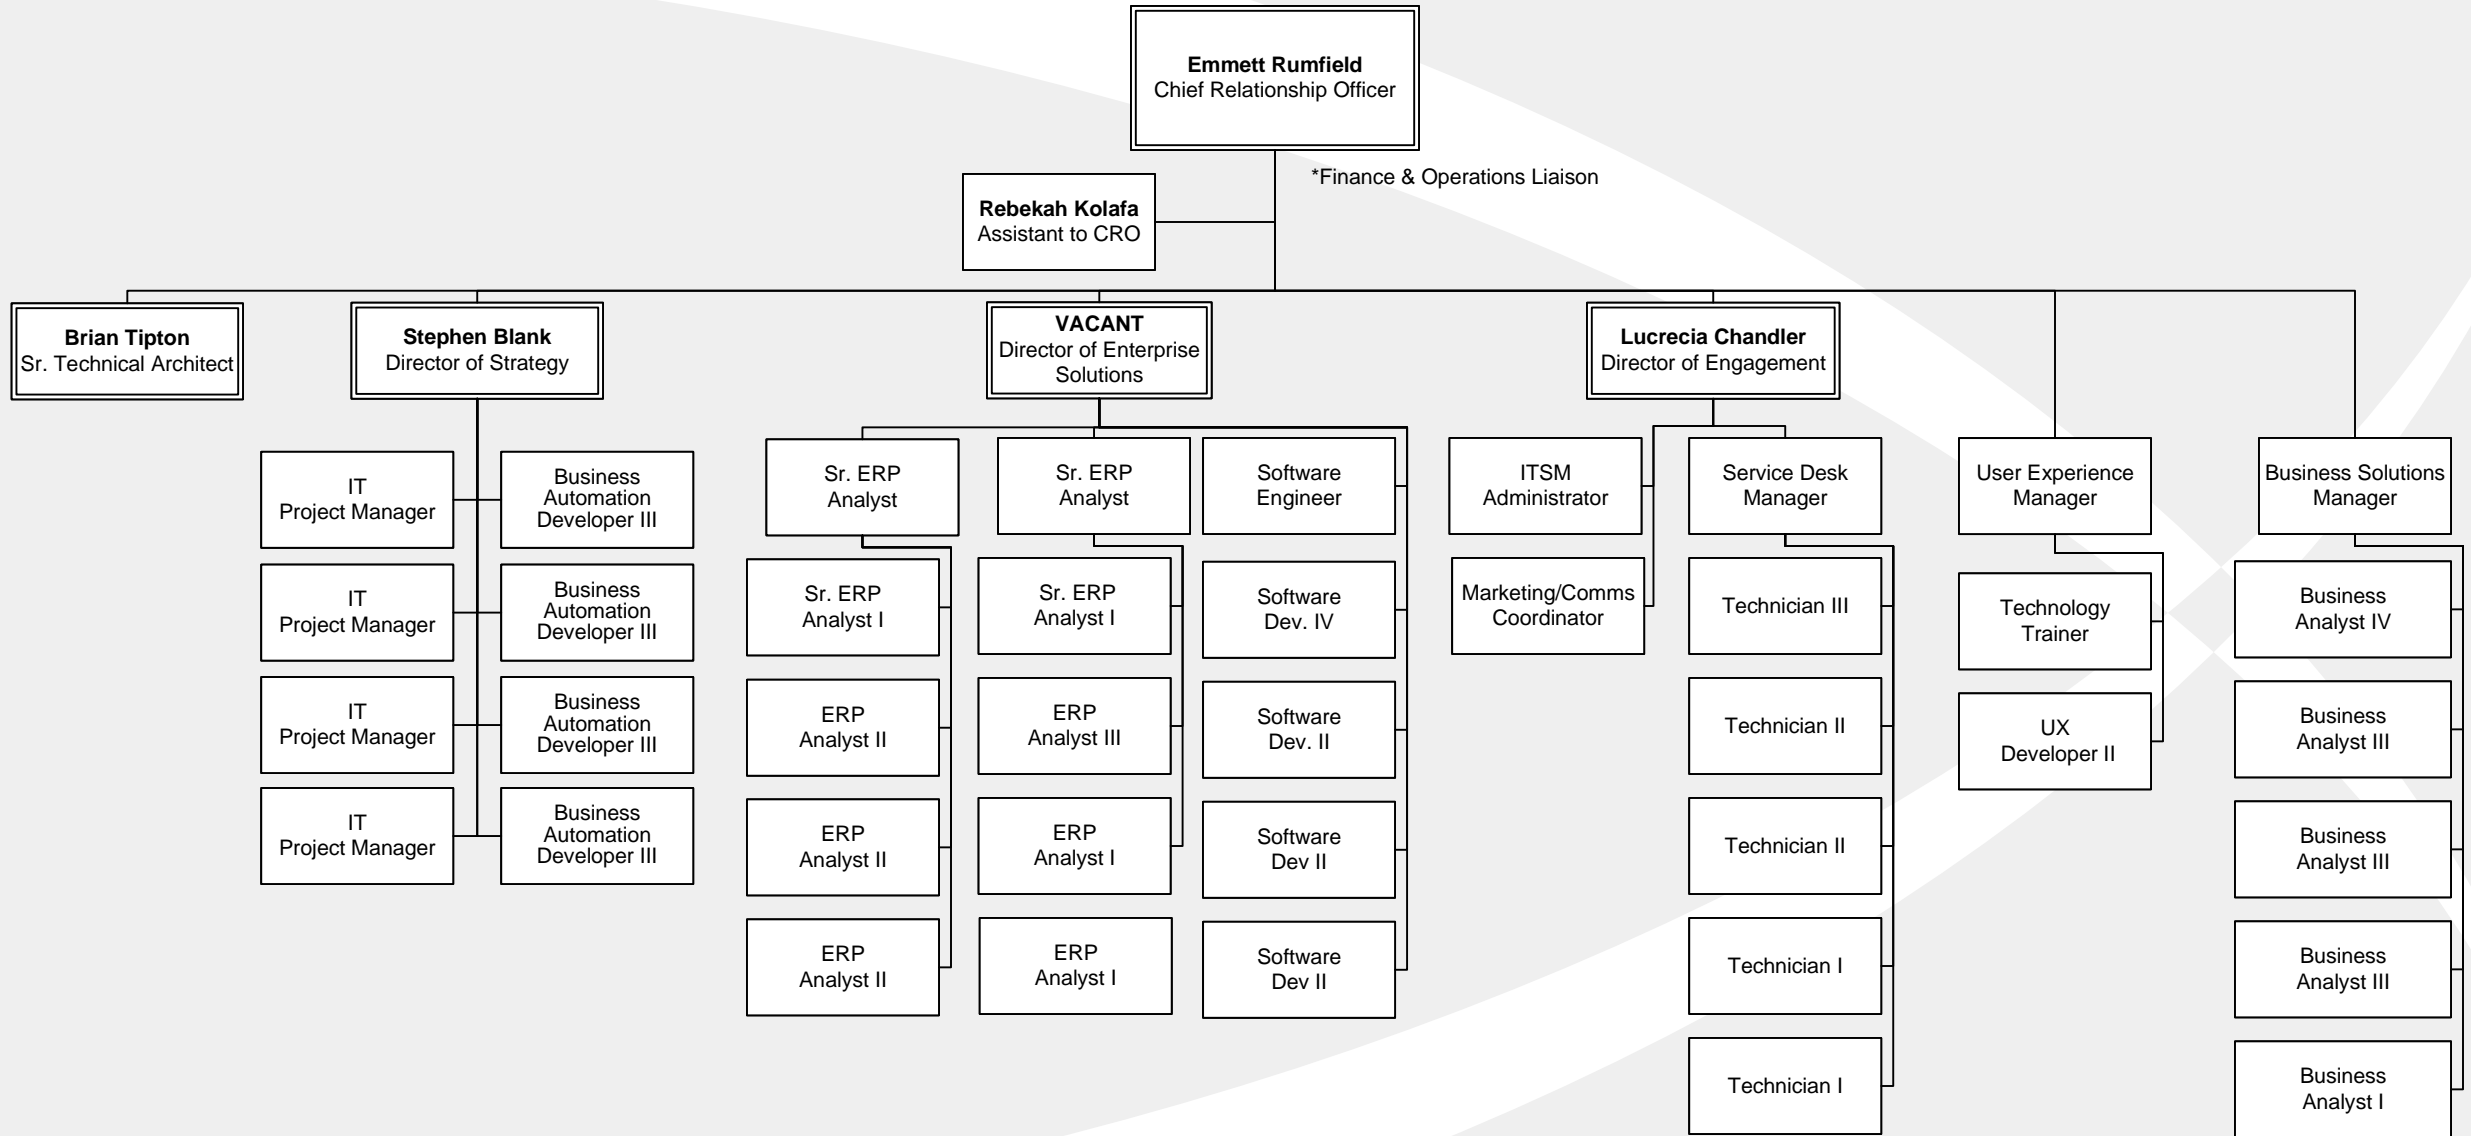 Emmett Rumfield
Chief Relationship Officer
*Finance & Operations Liaison
Rebekah Kolafa
Assistant to CRO
Brian Tipton
Sr. Technical Architect
Stephen Blank
Director of Strategy
VACANT
Director of Enterprise
Solutions
Lucrecia Chandler
Director of Engagement
IT
Project Manager
IT
Project Manager
IT
Project Manager
IT
Project Manager
Business
Automation
Developer III
Business
Automation
Developer III
Business
Automation
Developer III
Business
Automation
Developer III
Sr. ERP
Analyst
Sr. ERP
Analyst I
ERP
Analyst II
ERP
Analyst II
ERP
Analyst II
Sr. ERP
Analyst
Sr. ERP
Analyst I
ERP
Analyst III
ERP
Analyst I
ERP
Analyst I
Software
Engineer
Software
Dev. IV
Software
Dev. II
Software
Dev II
Software
Dev II
ITSM
Administrator
Marketing/Comms
Coordinator
Service Desk
Manager
Technician III
Technician II
Technician II
Technician I
Technician I
User Experience
Manager
Technology
Trainer
UX
Developer II
Business Solutions
Manager
Business
Analyst IV
Business
Analyst III
Business
Analyst III
Business
Analyst III
Business
Analyst I